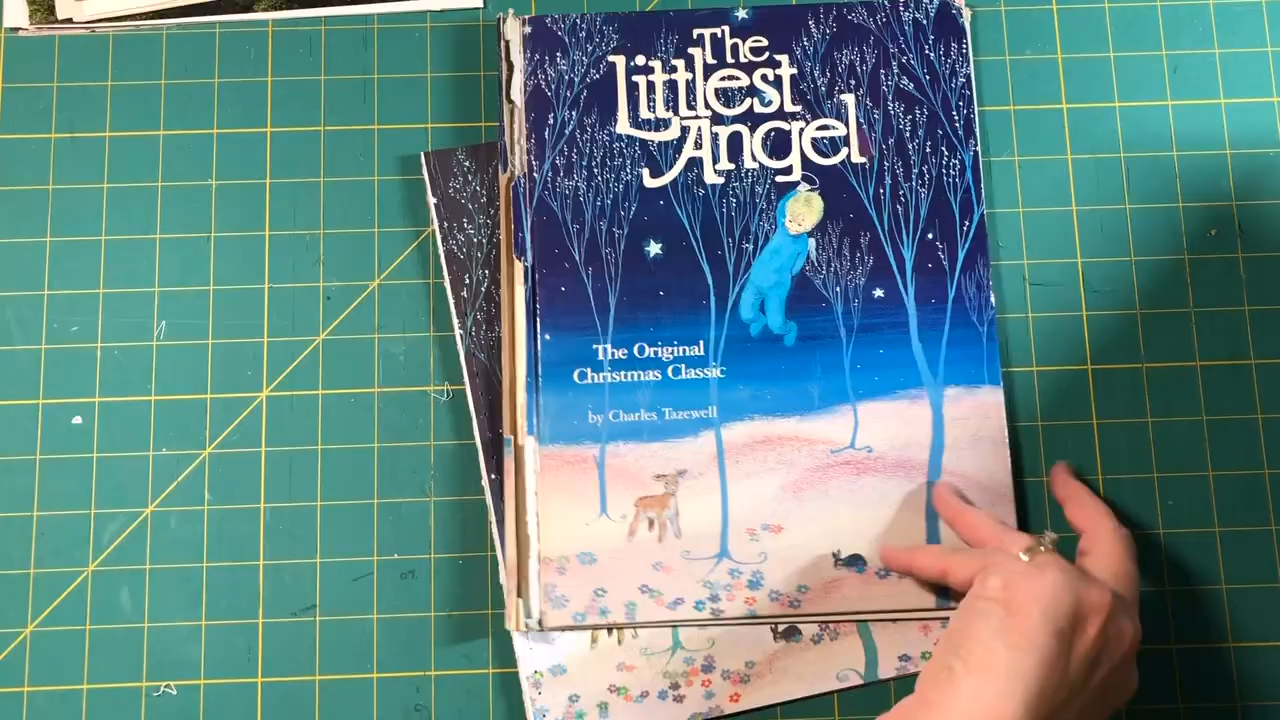 The
Littlest
Angel
The Original
Christmas Classic
by Charles Tazewell